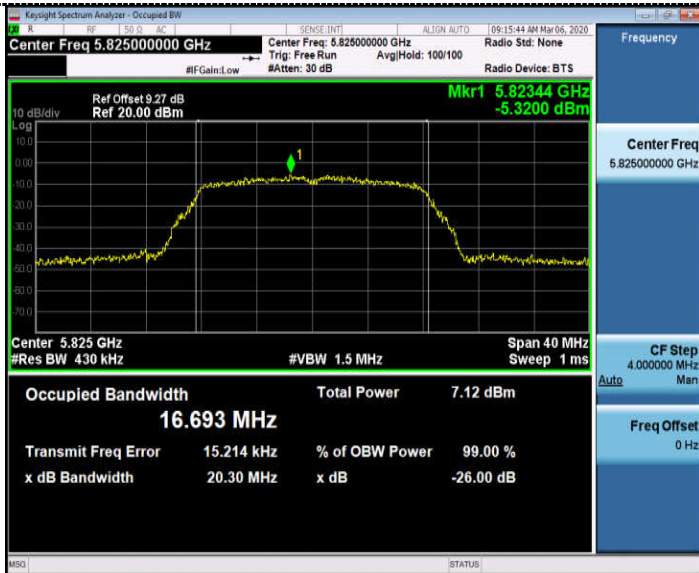 Keysight Spectrum Analyzer - Occupied BW
R RF 50 Ω AC SENSE:INT ALIGN AUTO 09:15:44 AM Mar 06, 2020
Center Freq 5.825000000 GHz
Center Freq: 5.825000000 GHz
Radio Std: None
Trig: Free Run Avg|Hold: 100/100
#IFGain:Low
#Atten: 30 dB
Radio Device: BTS
Frequency
Ref Offset 9.27 dB
Mkr1 5.82344 GHz
10 dB/div Ref 20.00 dBm
-5.3200 dBm
Log
10.0
0.00
-10.0
-20.0
-30.0
-40.0
-50.0
-60.0
-70.0
1
Center 5.825 GHz
Span 40 MHz
#Res BW 430 kHz
#VBW 1.5 MHz
Sweep 1 ms
Occupied Bandwidth
Total Power 7.12 dBm
16.693 MHz
Transmit Freq Error 15.214 kHz
% of OBW Power 99.00 %
x dB Bandwidth 20.30 MHz
x dB -26.00 dB
Center Freq
5.825000000 GHz
CF Step
4.000000 MHz
Auto Man
Freq Offset
0 Hz
MSG
STATUS